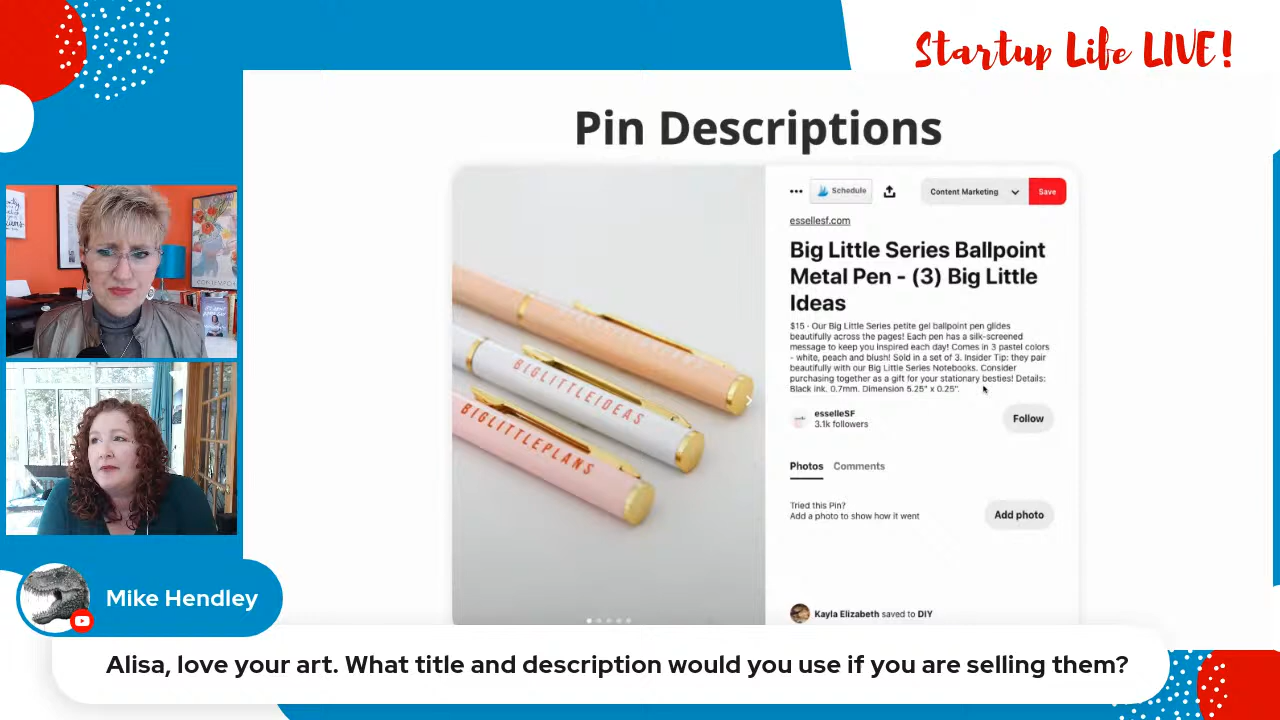 Startup Life LIVE!
Pin Descriptions
Schedule
Content Marketing
Save
essellesf.com
Big Little Series Ballpoint
Metal Pen - (3) Big Little
Ideas
$15 · Our Big Little Series petite gel ballpoint pen glides
beautifully across the pages! Each pen has a silk-screened
message to keep you inspired each day! Comes in 3 pastel colors
- white, peach and blush! Sold in a set of 3. Insider Tip: they pair
beautifully with our Big Little Series Notebooks. Consider
purchasing together as a gift for your stationary besties! Details:
Black ink. 0.7mm. Dimension 5.25" x 0.25".
BIGLITTLEIDEAS
BIGLITTLEPLANS
esselleSF
3.1k followers
Follow
Photos Comments
Tried this Pin?
Add a photo to show how it went
Add photo
Kayla Elizabeth saved to DIY
Mike Hendley
Alisa, love your art. What title and description would you use if you are selling them?